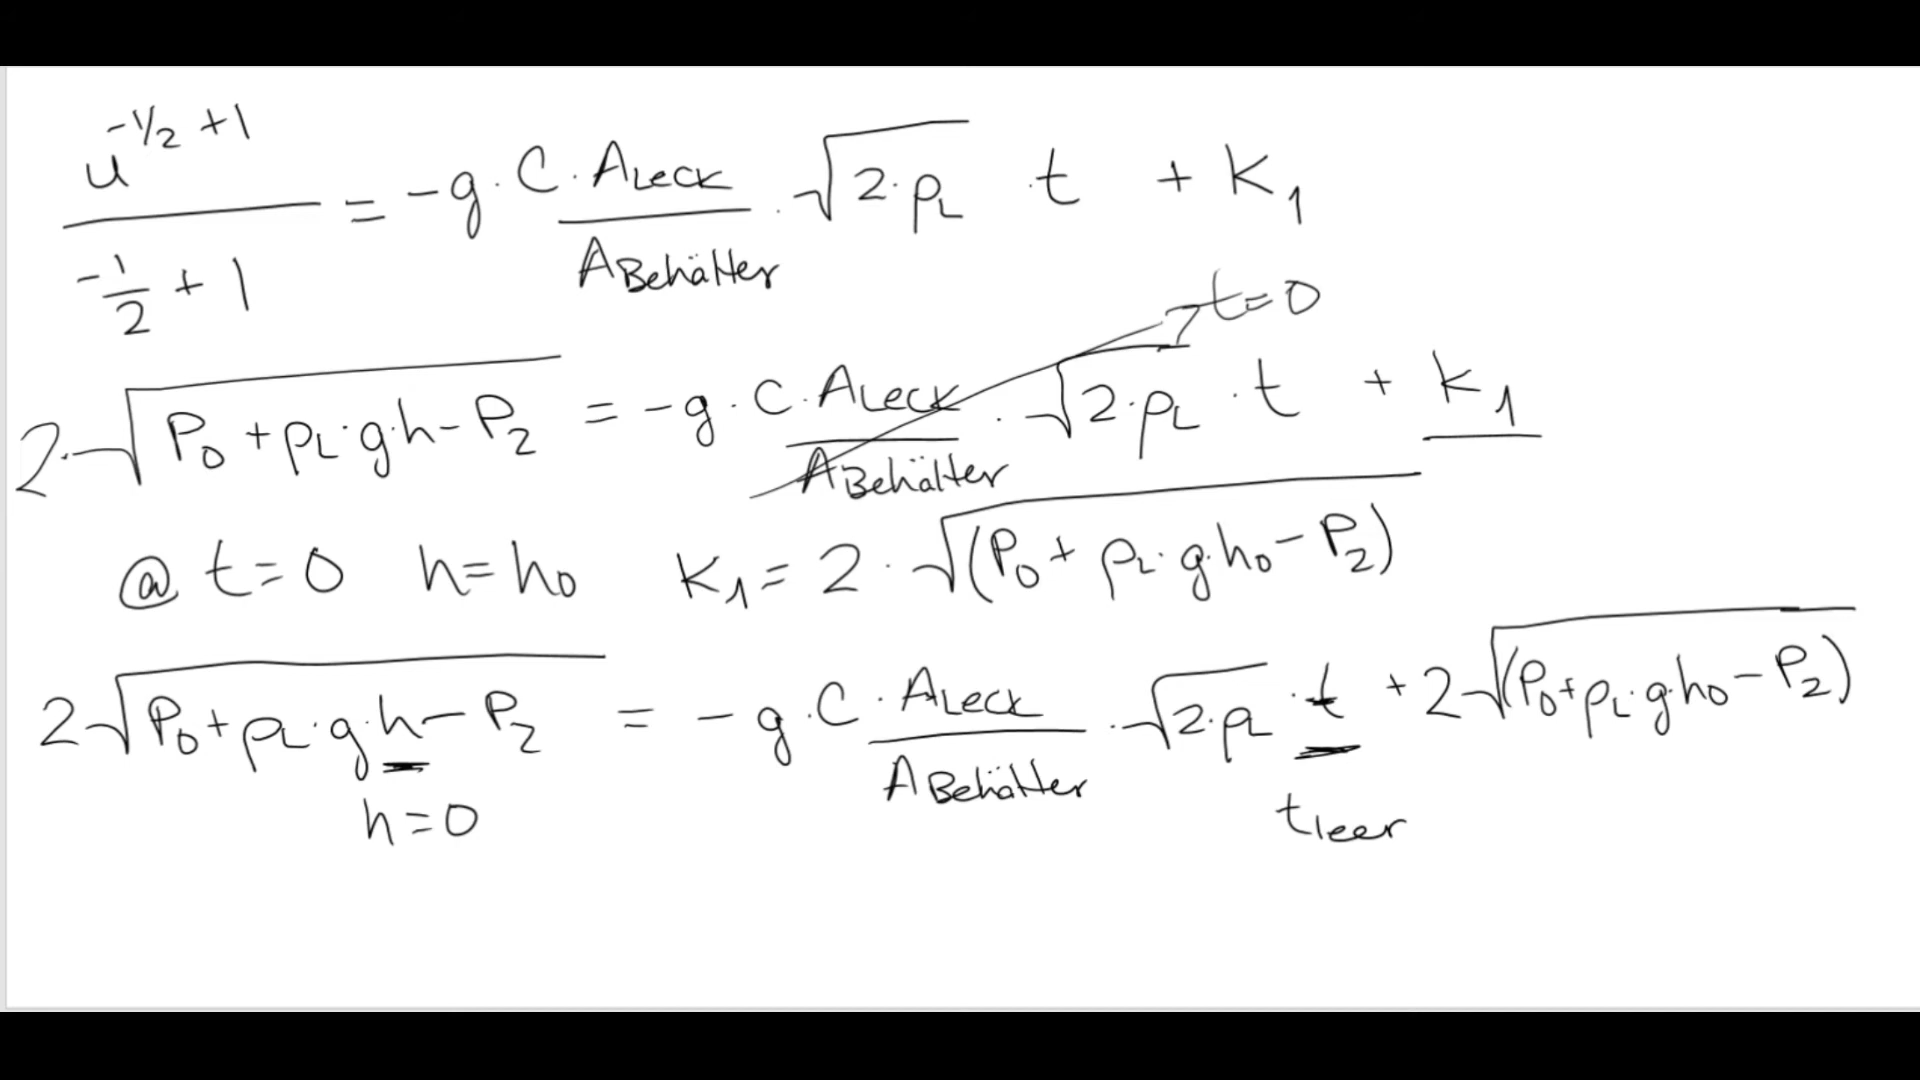 u^(-1/2 + 1) / (-1/2 + 1) = -g · C · A_Leck / A_Behälter · √(2·ρ_L) · t + K_1
t=0
2·√(P_0 + ρ_L·g·h - P_2) = -g · C · A_Leck / A_Behälter · √(2·ρ_L) · t + K_1
@ t=0 h=h_0 K_1 = 2 · √((P_0 + ρ_L·g·h_0 - P_2))
2√(P_0 + ρ_L·g·h - P_2) = -g · C · A_Leck / A_Behälter · √(2·ρ_L) · t + 2√((P_0 + ρ_L·g·h_0 - P_2))
h=0 t_leer